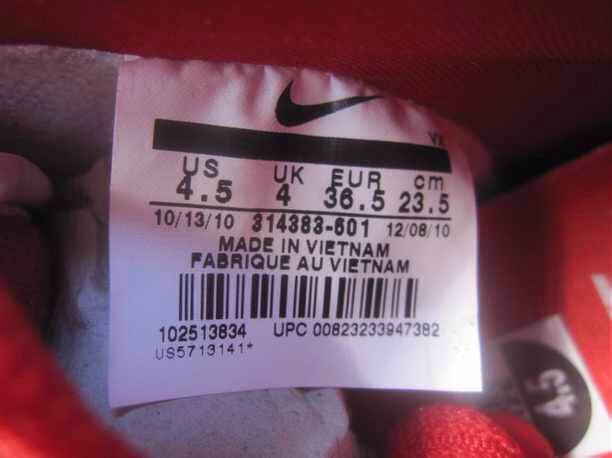 US UK EUR cm
4.5 4 36.5 23.5
10/13/10 314383-601 12/08/10
MADE IN VIETNAM
FABRIQUE AU VIETNAM
102513834 UPC 00823233947382
US5713141*
4.5